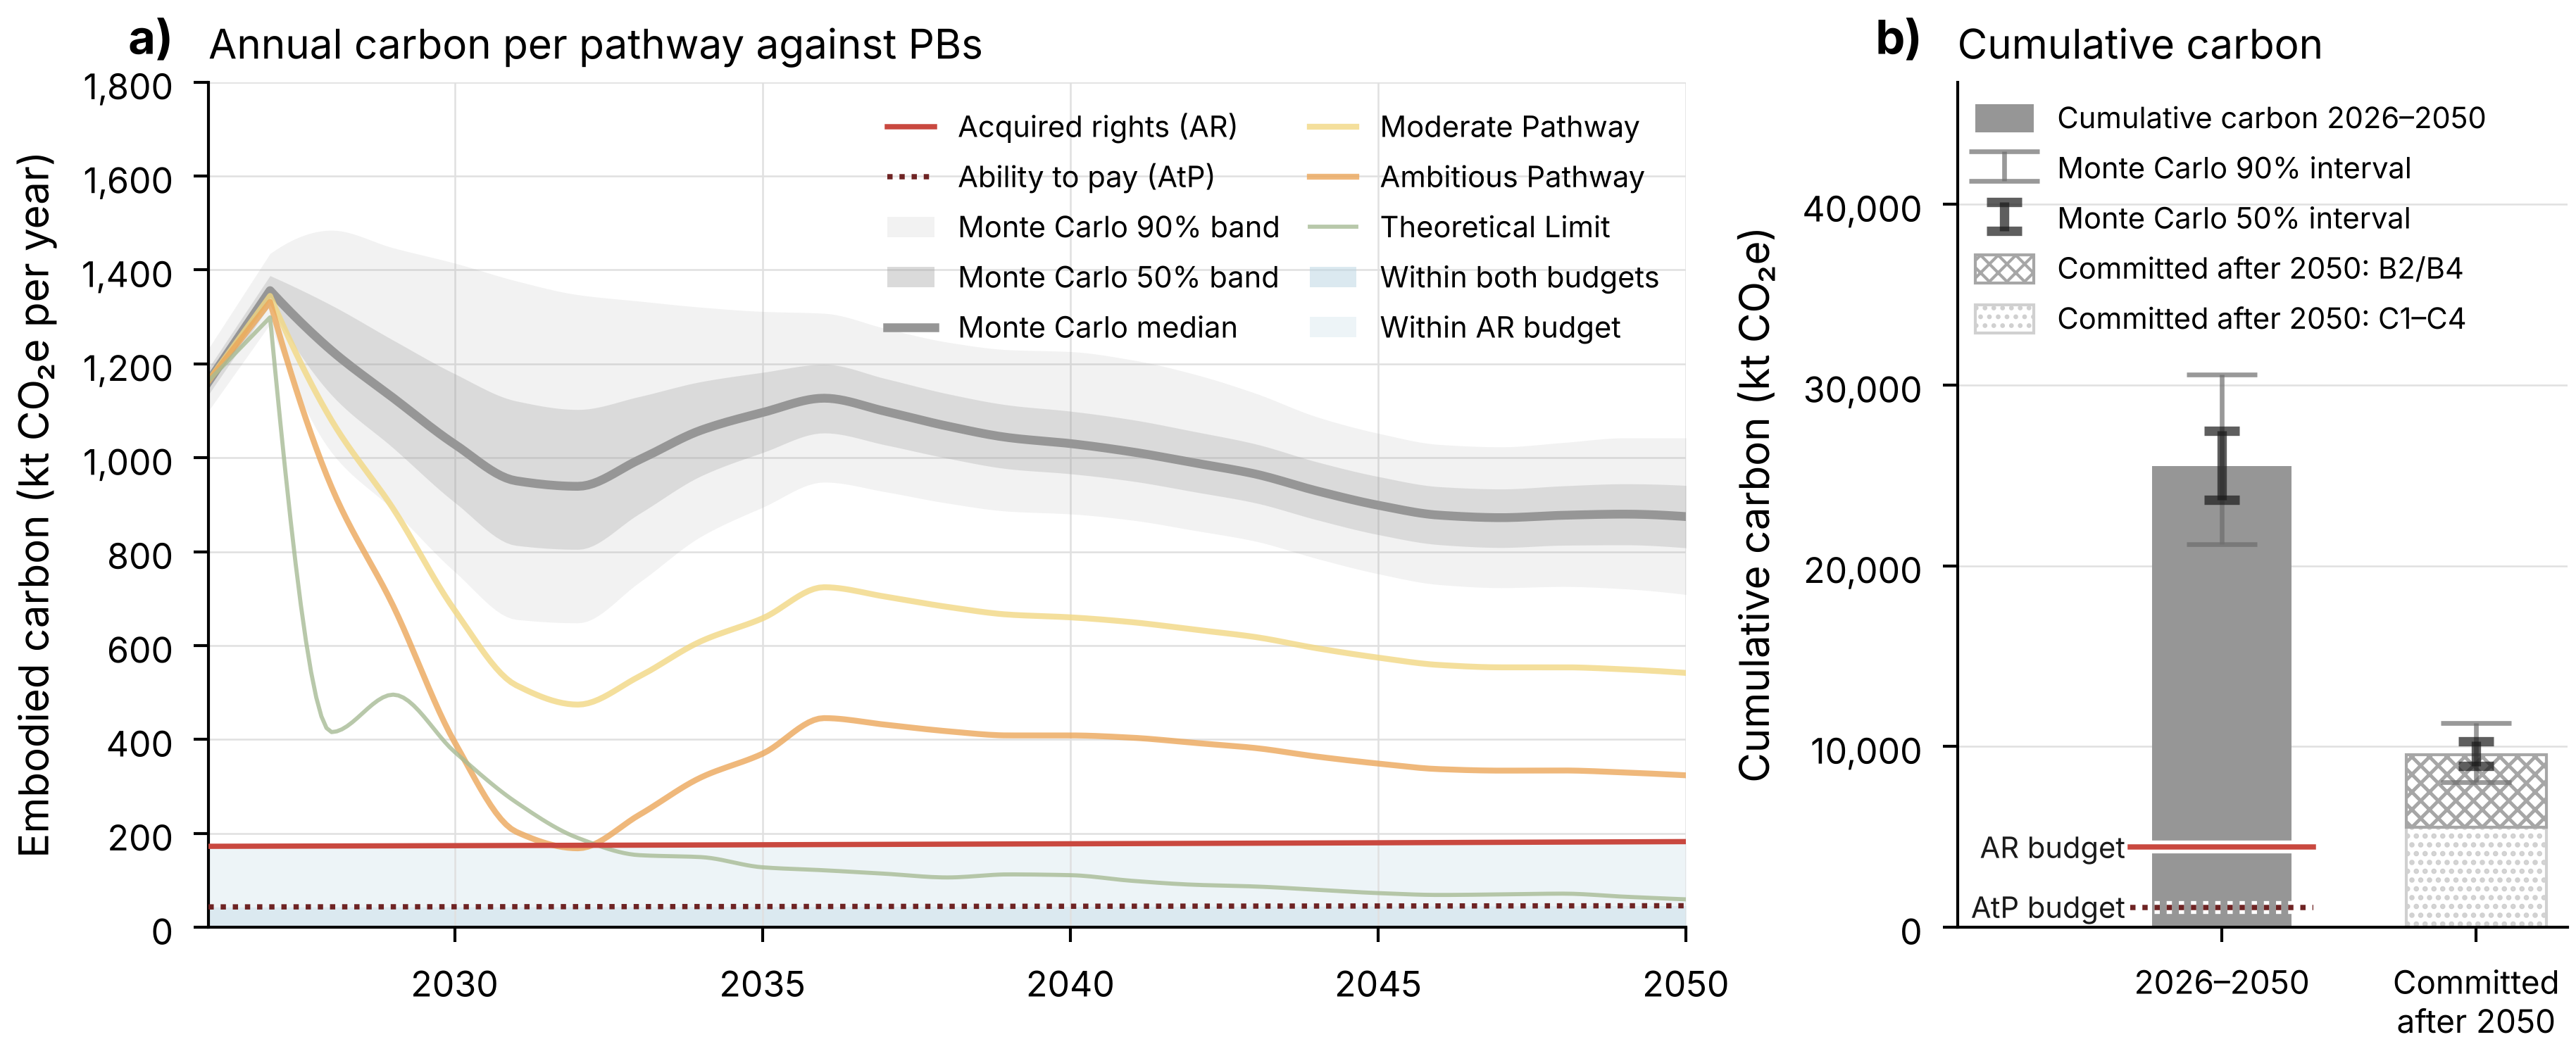 a) Annual carbon per pathway against PBs
Embodied carbon (kt CO₂e per year)
1,800
1,600
1,400
1,200
1,000
800
600
400
200
0
2030
2035
2040
2045
2050
Acquired rights (AR)
Ability to pay (AtP)
Monte Carlo 90% band
Monte Carlo 50% band
Monte Carlo median
Moderate Pathway
Ambitious Pathway
Theoretical Limit
Within both budgets
Within AR budget
b) Cumulative carbon
Cumulative carbon (kt CO₂e)
40,000
30,000
20,000
10,000
0
Cumulative carbon 2026–2050
Monte Carlo 90% interval
Monte Carlo 50% interval
Committed after 2050: B2/B4
Committed after 2050: C1–C4
AR budget
AtP budget
2026–2050
Committed
after 2050